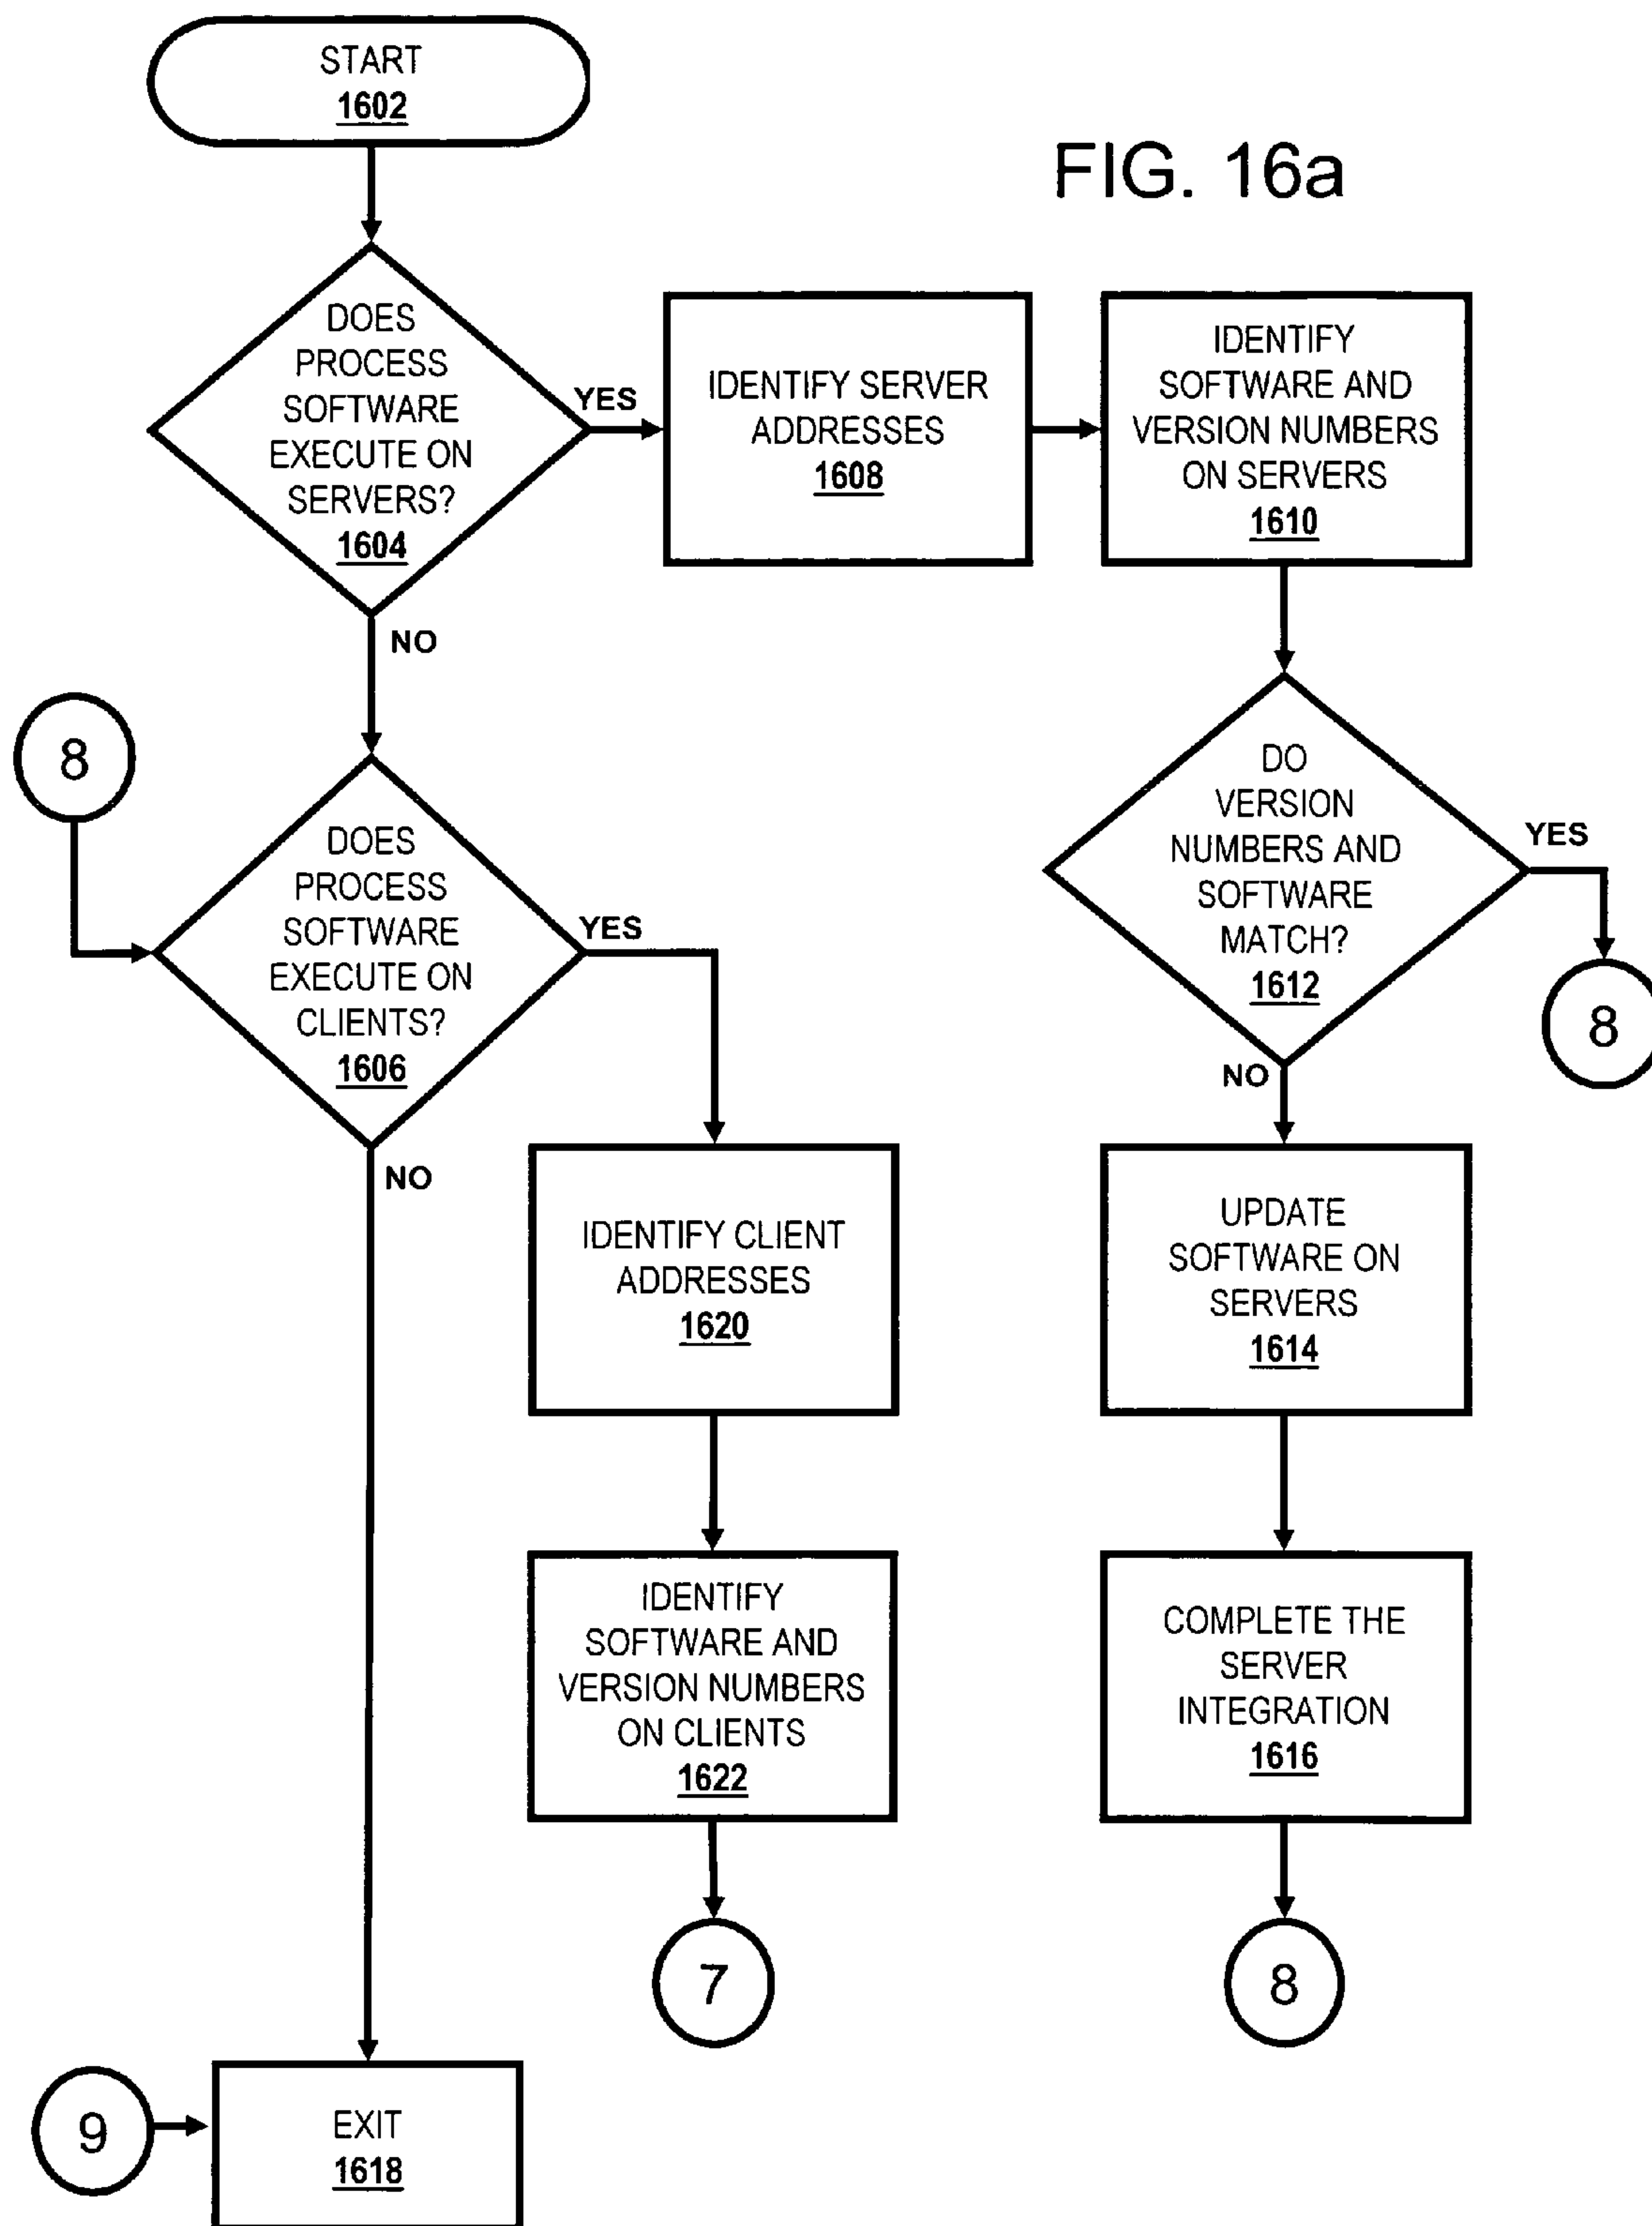 START
1602
FIG. 16a
DOES
PROCESS
SOFTWARE
EXECUTE ON
SERVERS?
1604
YES
IDENTIFY SERVER
ADDRESSES
1608
IDENTIFY
SOFTWARE AND
VERSION NUMBERS
ON SERVERS
1610
NO
8
DOES
PROCESS
SOFTWARE
EXECUTE ON
CLIENTS?
1606
YES
DO
VERSION
NUMBERS AND
SOFTWARE
MATCH?
1612
YES
8
NO
NO
IDENTIFY CLIENT
ADDRESSES
1620
UPDATE
SOFTWARE ON
SERVERS
1614
IDENTIFY
SOFTWARE AND
VERSION NUMBERS
ON CLIENTS
1622
COMPLETE THE
SERVER
INTEGRATION
1616
7
8
9
EXIT
1618